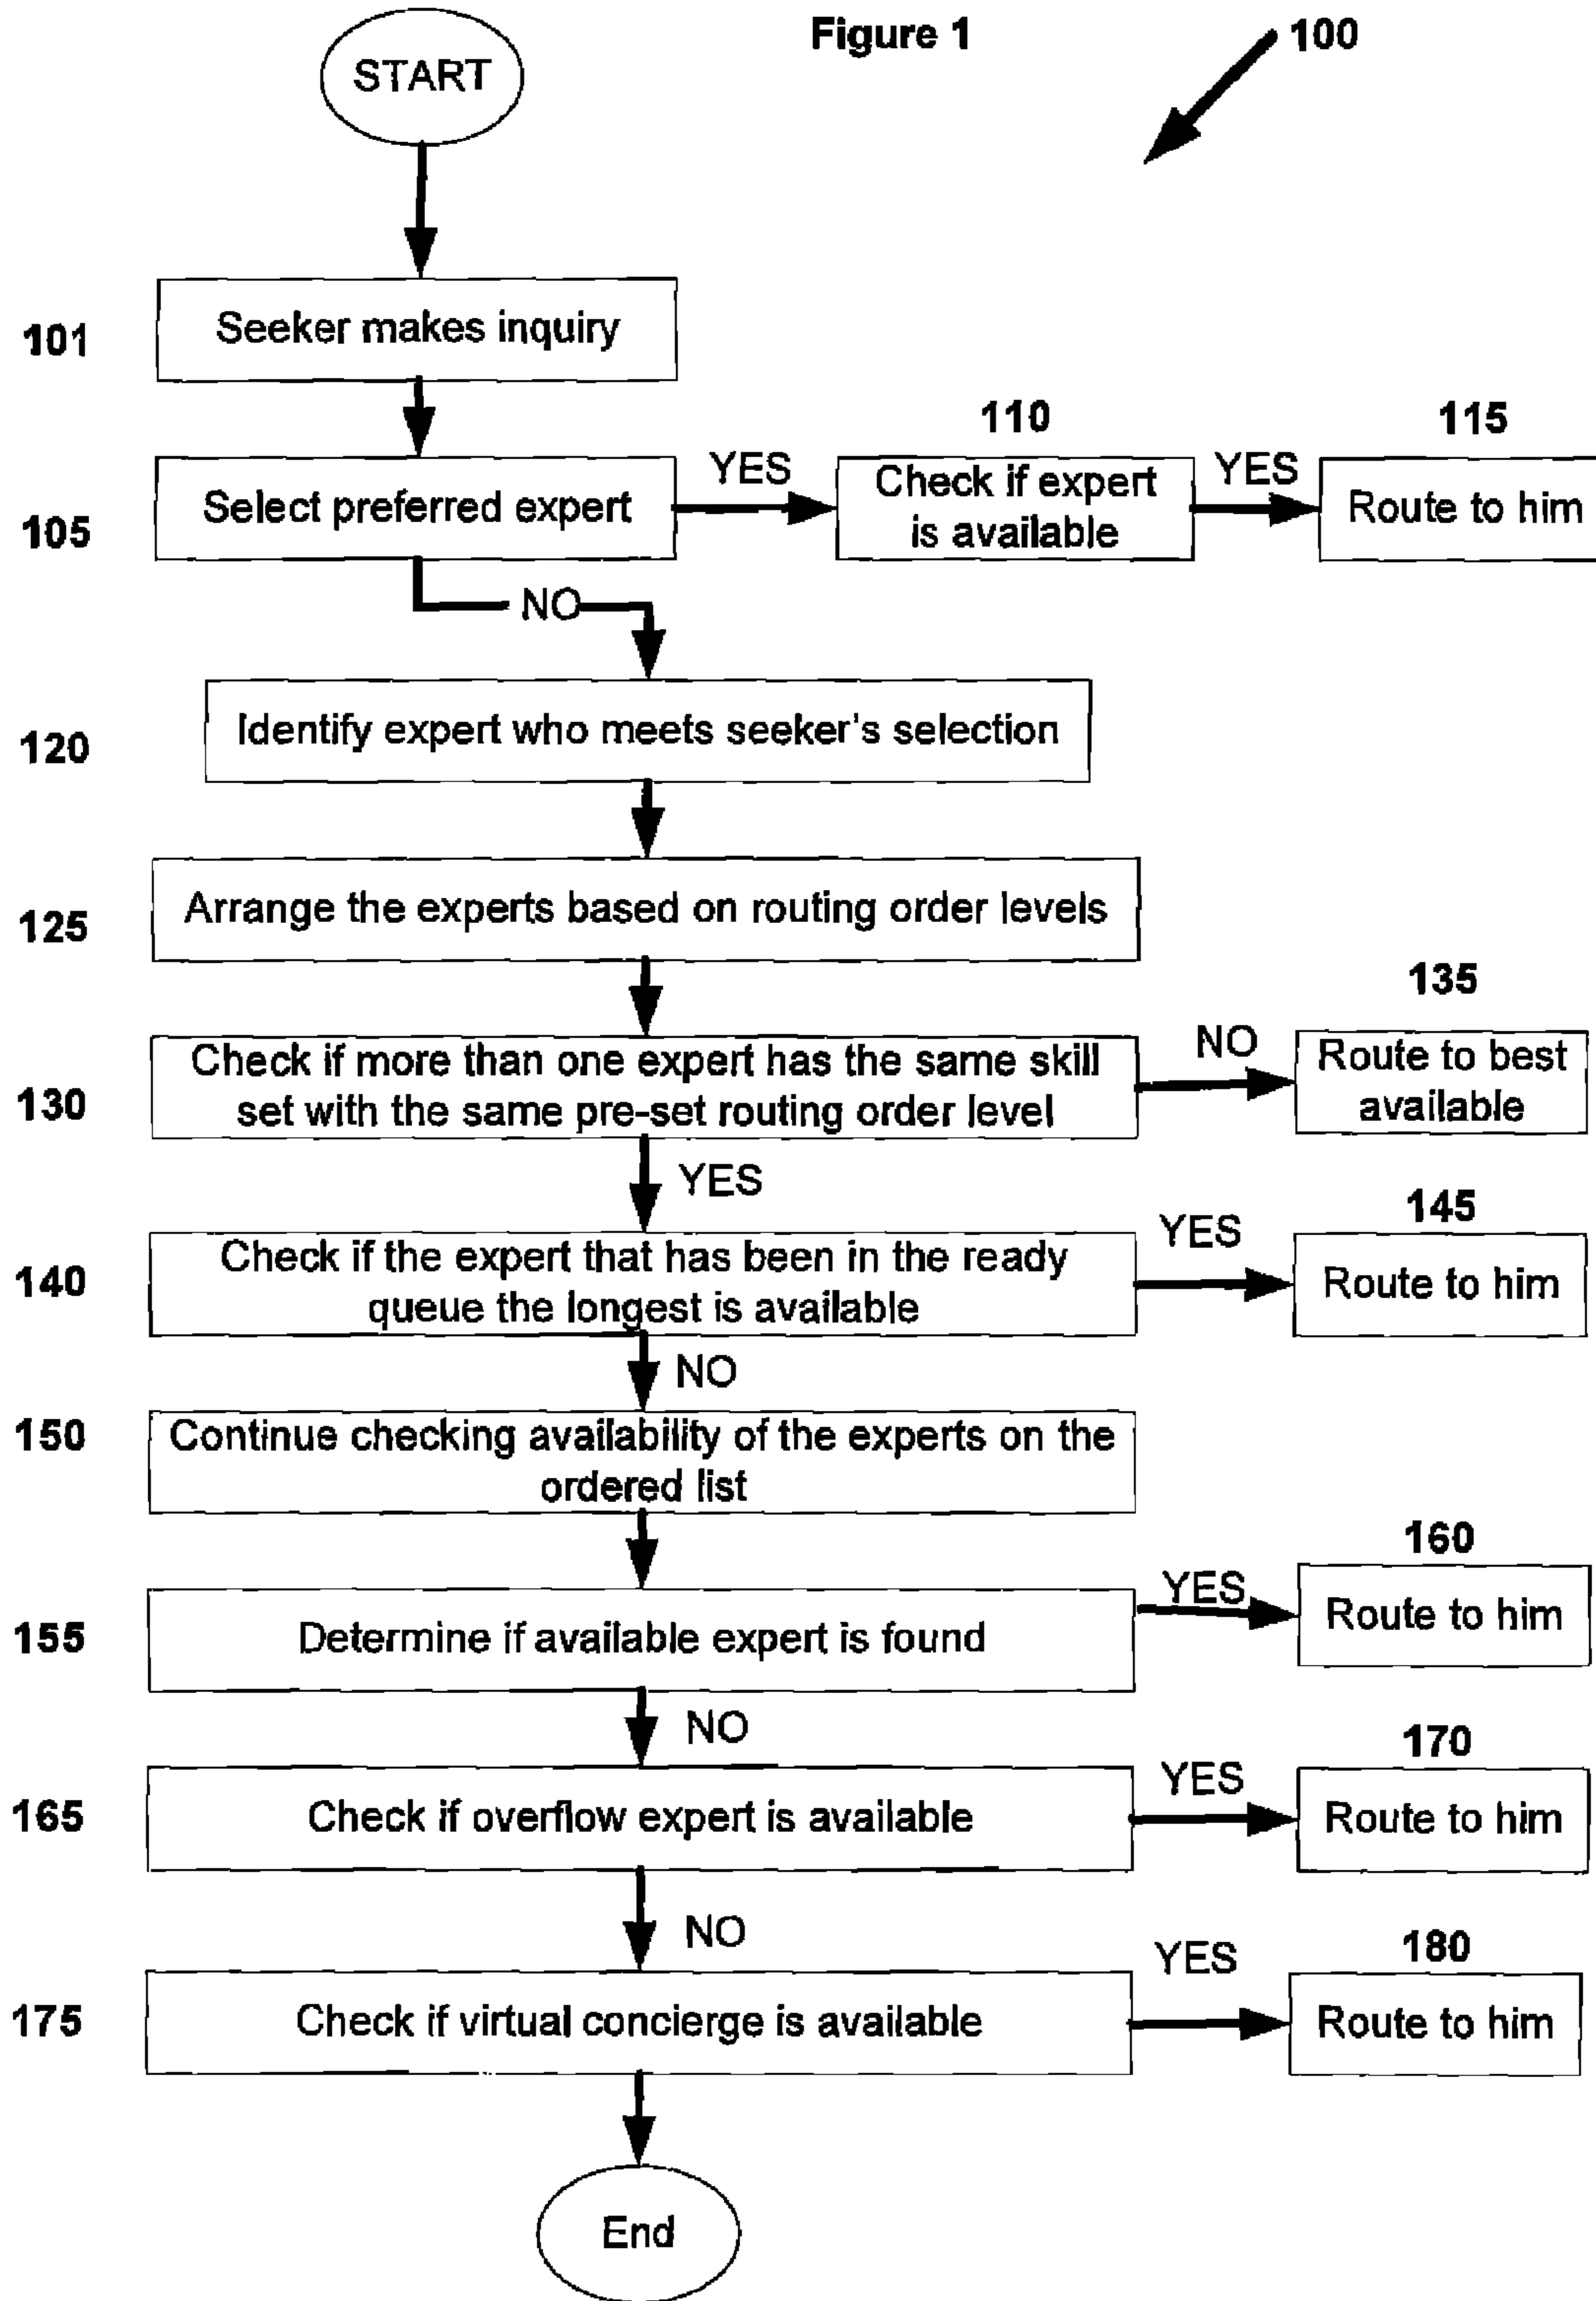 Figure 1
100
START
101
Seeker makes inquiry
105
Select preferred expert
YES
110
Check if expert
is available
YES
115
Route to him
NO
120
Identify expert who meets seeker's selection
125
Arrange the experts based on routing order levels
130
Check if more than one expert has the same skill
set with the same pre-set routing order level
NO
135
Route to best
available
YES
140
Check if the expert that has been in the ready
queue the longest is available
YES
145
Route to him
NO
150
Continue checking availability of the experts on the
ordered list
155
Determine if available expert is found
YES
160
Route to him
NO
165
Check if overflow expert is available
YES
170
Route to him
NO
175
Check if virtual concierge is available
YES
180
Route to him
End